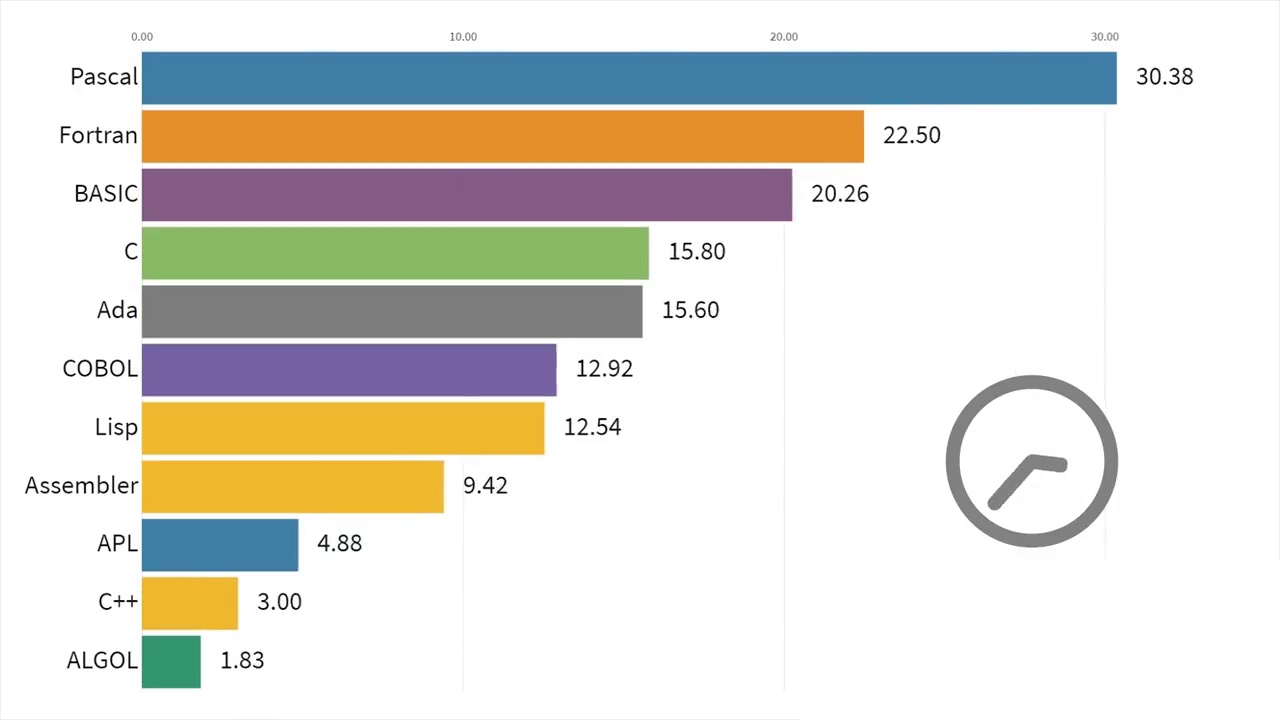 0.00 10.00 20.00 30.00
Pascal 30.38
Fortran 22.50
BASIC 20.26
C 15.80
Ada 15.60
COBOL 12.92
Lisp 12.54
Assembler 9.42
APL 4.88
C++ 3.00
ALGOL 1.83